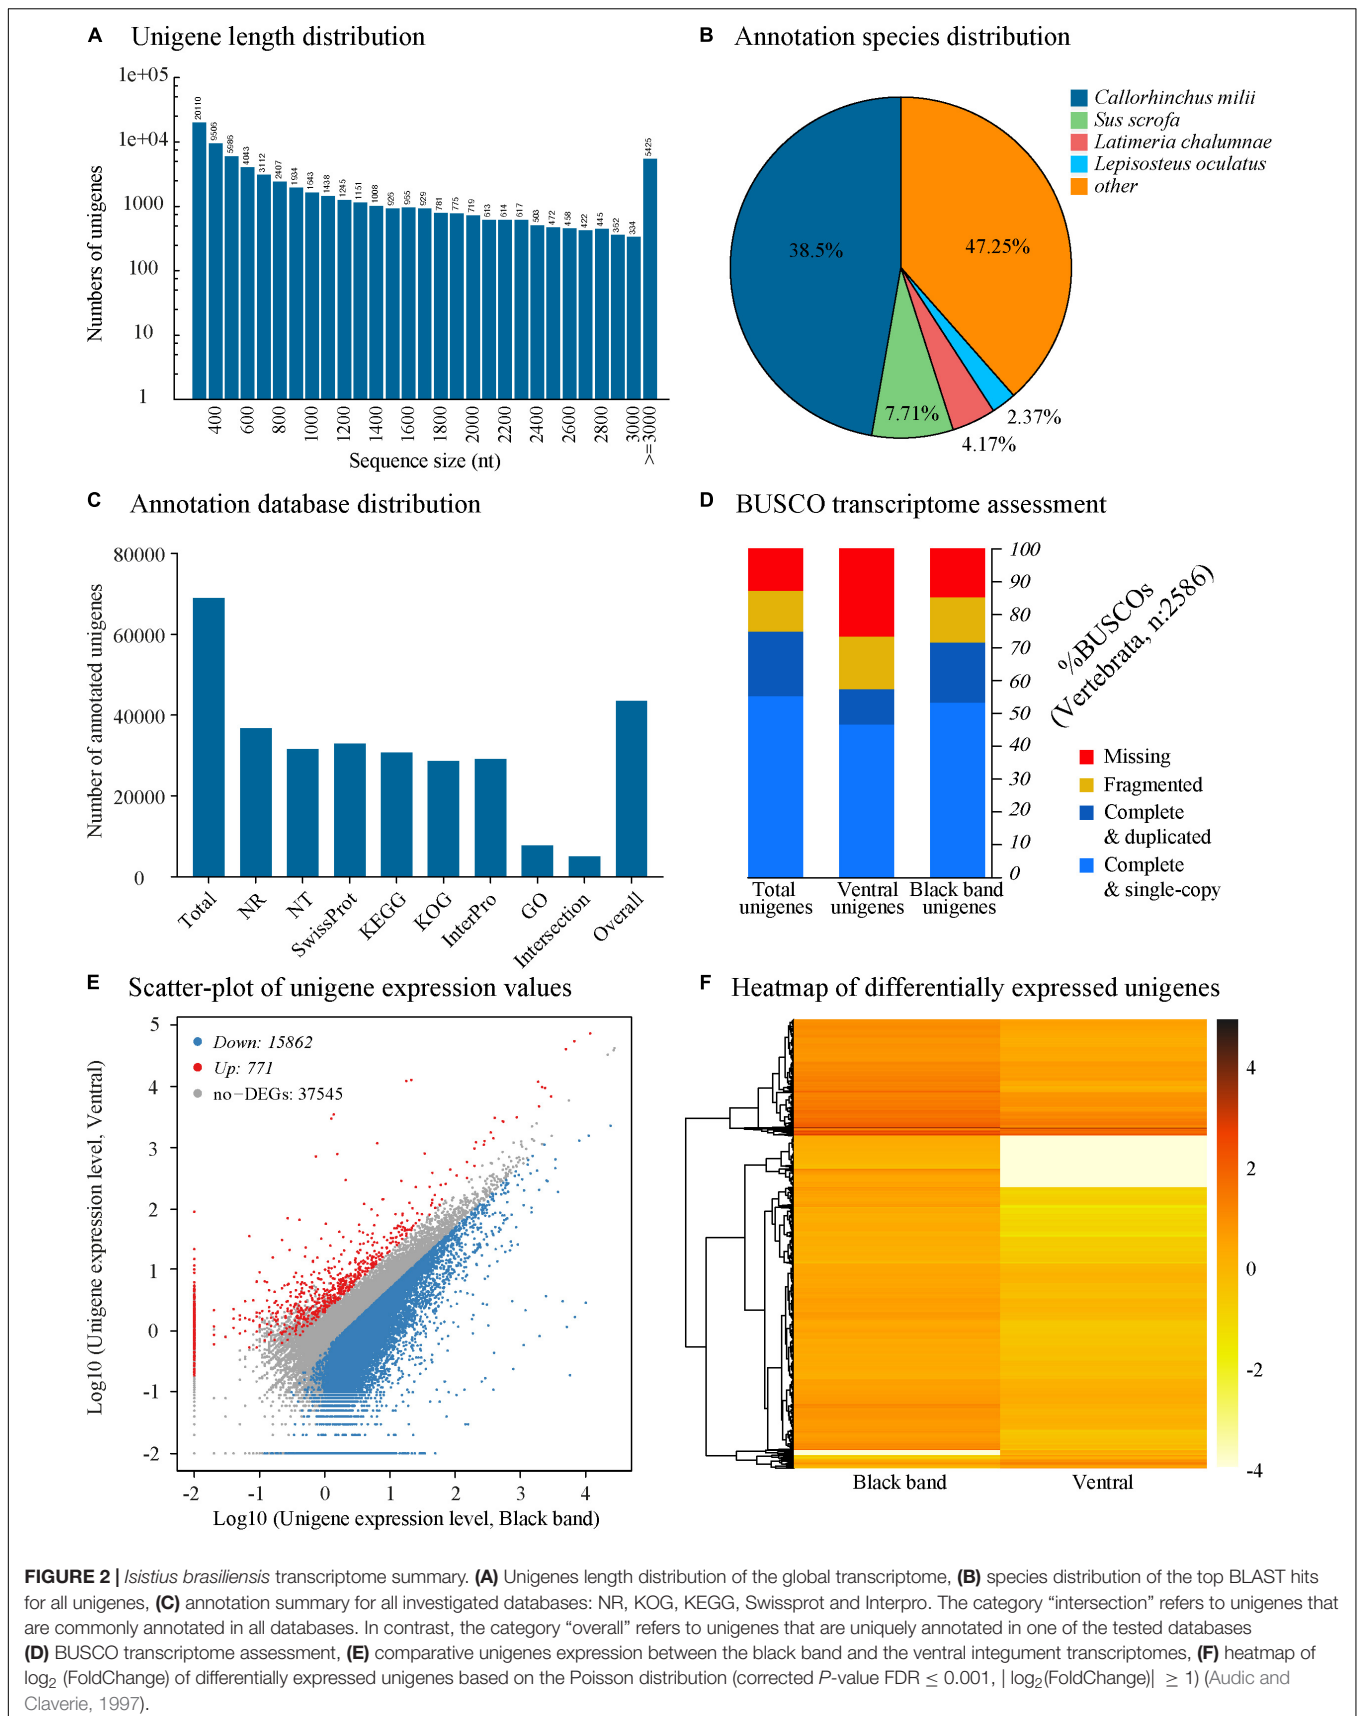 A Unigene length distribution
Numbers of unigenes
1e+05
1e+04
1000
100
10
1
20110 9506 5986 4043 3112 2407 1934 1643 1438 1245 1151 1008 925 955 929 781 775 719 613 614 617 503 472 458 422 445 362 334 5425
400 600 800 1000 1200 1400 1600 1800 2000 2200 2400 2600 2800 3000 >=3000
Sequence size (nt)
B Annotation species distribution
Callorhinchus milii
Sus scrofa
Latimeria chalumnae
Lepisosteus oculatus
other
38.5%
47.25%
7.71%
2.37%
4.17%
C Annotation database distribution
Number of annotated unigenes
80000
60000
40000
20000
0
Total NR NT SwissProt KEGG KOG InterPro GO Intersection Overall
D BUSCO transcriptome assessment
100
90
80
70
60
50
40
30
20
10
0
%BUSCOs
(Vertebrata, n:2586)
Missing
Fragmented
Complete
& duplicated
Complete
& single-copy
Total Ventral Black band
unigenes unigenes unigenes
E Scatter-plot of unigene expression values
Log10 (Unigene expression level, Ventral)
5
4
3
2
1
0
-1
-2
Down: 15862
Up: 771
no-DEGs: 37545
-2 -1 0 1 2 3 4
Log10 (Unigene expression level, Black band)
F Heatmap of differentially expressed unigenes
4
2
0
-2
-4
Black band Ventral
FIGURE 2 | Isistius brasiliensis transcriptome summary. (A) Unigenes length distribution of the global transcriptome, (B) species distribution of the top BLAST hits
for all unigenes, (C) annotation summary for all investigated databases: NR, KOG, KEGG, Swissprot and Interpro. The category “intersection” refers to unigenes that
are commonly annotated in all databases. In contrast, the category “overall” refers to unigenes that are uniquely annotated in one of the tested databases
(D) BUSCO transcriptome assessment, (E) comparative unigenes expression between the black band and the ventral integument transcriptomes, (F) heatmap of
log2 (FoldChange) of differentially expressed unigenes based on the Poisson distribution (corrected P-value FDR ≤ 0.001, | log2(FoldChange)| ≥ 1) (Audic and
Claverie, 1997).